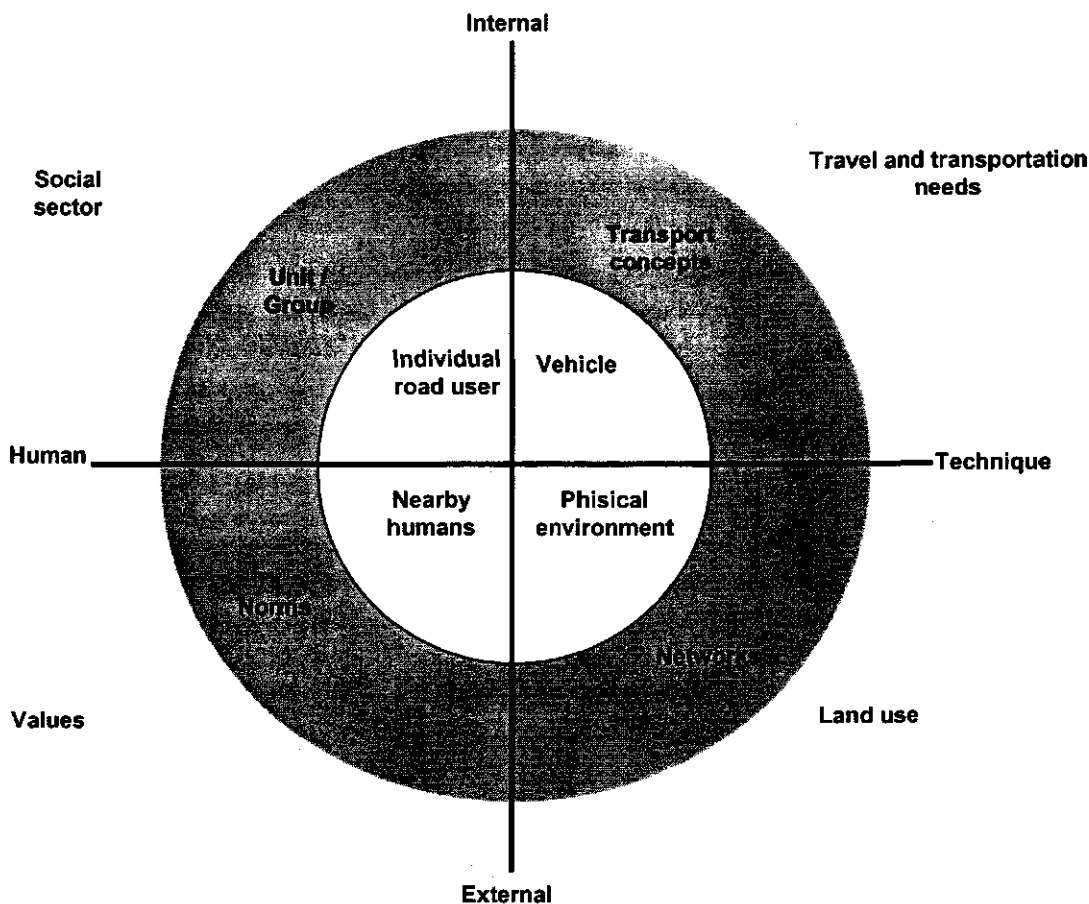 Internal
Social
sector
Travel and transportation
needs
Unit /
Group
Transport
concepts
Individual
road user
Vehicle
Human
Technique
Nearby
humans
Phisical
environment
Norms
Networks
Values
Land use
External